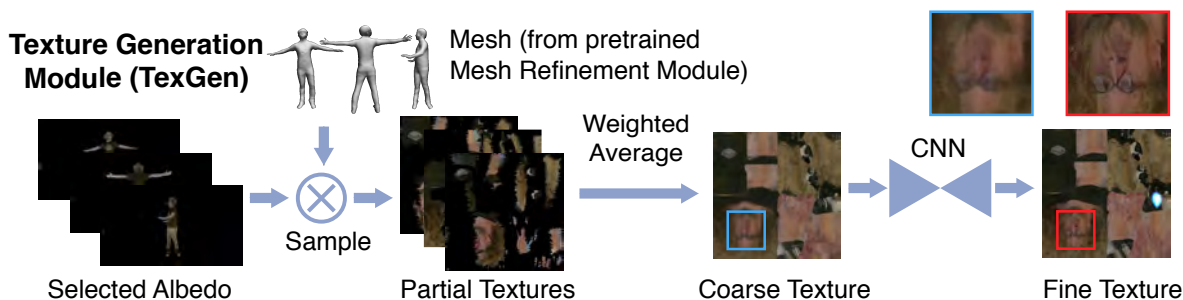 Texture Generation
Module (TexGen)
Mesh (from pretrained
Mesh Refinement Module)
Weighted
Average
CNN
Sample
Selected Albedo
Partial Textures
Coarse Texture
Fine Texture